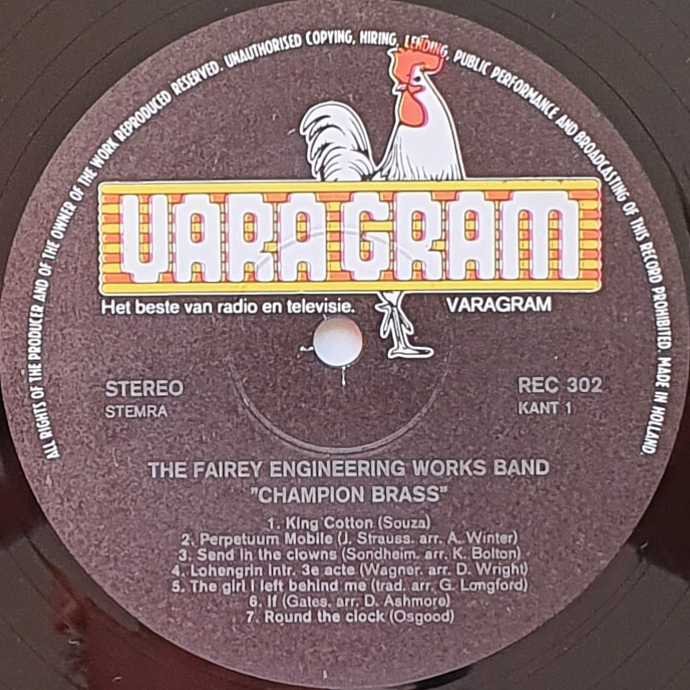 ALL RIGHTS OF THE PRODUCER AND OF THE OWNER OF THE WORK REPRODUCED RESERVED. UNAUTHORISED COPYING, HIRING, LENDING, PUBLIC PERFORMANCE AND BROADCASTING OF THIS RECORD PROHIBITED. MADE IN HOLLAND.
VARAGRAM
Het beste van radio en televisie. VARAGRAM
STEREO REC 302
STEMRA KANT 1
THE FAIREY ENGINEERING WORKS BAND
"CHAMPION BRASS"
1. King Cotton (Souza)
2. Perpetuum Mobile (J. Strauss. arr. A. Winter)
3. Send in the clowns (Sondheim. arr. K. Bolton)
4. Lohengrin Intr. 3e acte (Wagner. arr. D. Wright)
5. The girl I left behind me (trad. arr. G. Langford)
6. If (Gates. arr. D. Ashmore)
7. Round the clock (Osgood)